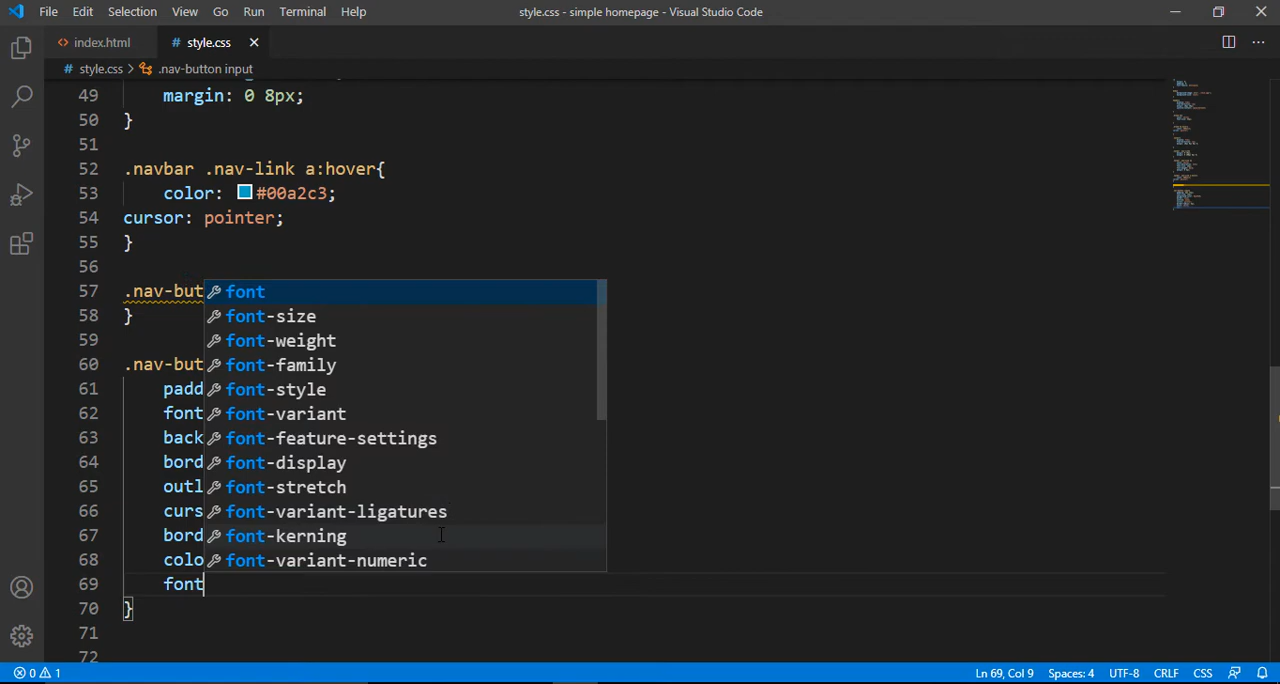 File Edit Selection View Go Run Terminal Help style.css - simple homepage - Visual Studio Code
index.html # style.css
# style.css > .nav-button input
49 margin: 0 8px;
50 }
51
52 .navbar .nav-link a:hover{
53 color: #00a2c3;
54 cursor: pointer;
55 }
56
57 .nav-but font
58 } font-size
59 font-weight
60 .nav-but font-family
61 padd font-style
62 font font-variant
63 back font-feature-settings
64 bord font-display
65 outl font-stretch
66 curs font-variant-ligatures
67 bord font-kerning
68 colo font-variant-numeric
69 font
70 }
71
72
0 1 Ln 69, Col 9 Spaces: 4 UTF-8 CRLF CSS